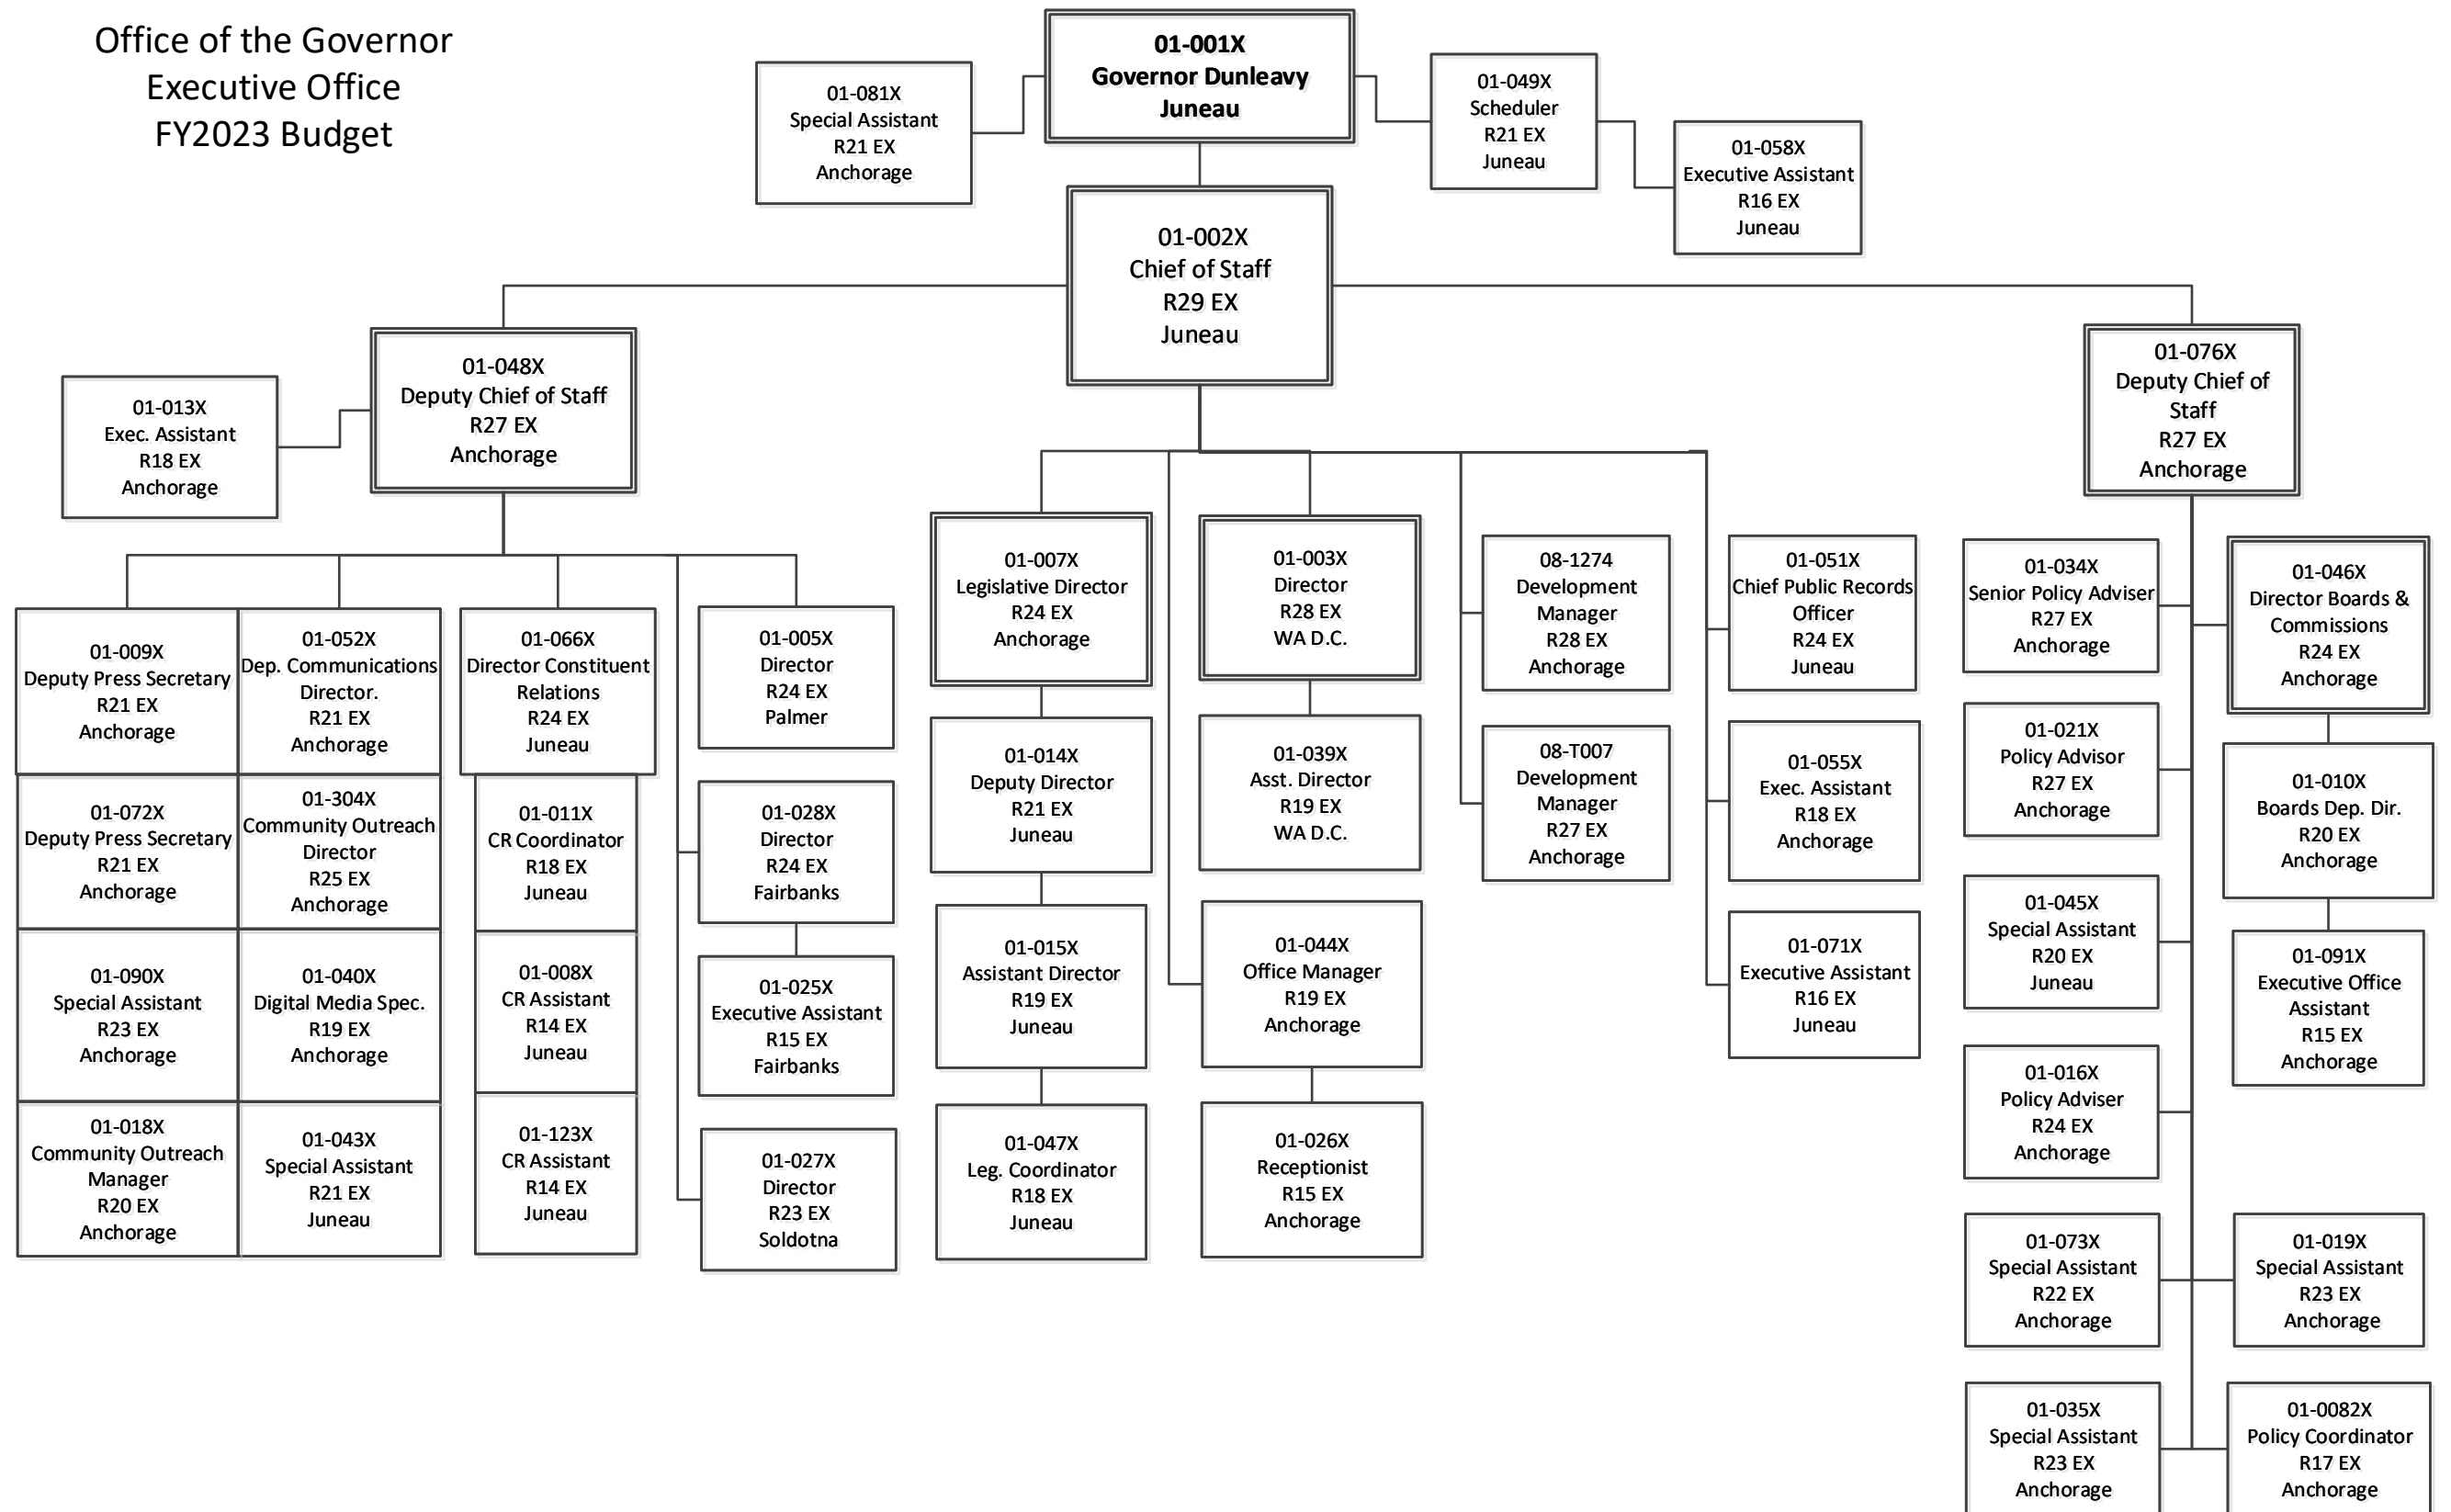 Office of the Governor
Executive Office
FY2023 Budget
01-001X
Governor Dunleavy
Juneau
01-081X
Special Assistant
R21 EX
Anchorage
01-049X
Scheduler
R21 EX
Juneau
01-058X
Executive Assistant
R16 EX
Juneau
01-002X
Chief of Staff
R29 EX
Juneau
01-048X
Deputy Chief of Staff
R27 EX
Anchorage
01-013X
Exec. Assistant
R18 EX
Anchorage
01-076X
Deputy Chief of
Staff
R27 EX
Anchorage
01-009X
Deputy Press Secretary
R21 EX
Anchorage
01-072X
Deputy Press Secretary
R21 EX
Anchorage
01-090X
Special Assistant
R23 EX
Anchorage
01-018X
Community Outreach
Manager
R20 EX
Anchorage
01-052X
Dep. Communications
Director.
R21 EX
Anchorage
01-304X
Community Outreach
Director
R25 EX
Anchorage
01-040X
Digital Media Spec.
R19 EX
Anchorage
01-043X
Special Assistant
R21 EX
Juneau
01-066X
Director Constituent
Relations
R24 EX
Juneau
01-011X
CR Coordinator
R18 EX
Juneau
01-008X
CR Assistant
R14 EX
Juneau
01-123X
CR Assistant
R14 EX
Juneau
01-005X
Director
R24 EX
Palmer
01-028X
Director
R24 EX
Fairbanks
01-025X
Executive Assistant
R15 EX
Fairbanks
01-027X
Director
R23 EX
Soldotna
01-007X
Legislative Director
R24 EX
Anchorage
01-014X
Deputy Director
R21 EX
Juneau
01-015X
Assistant Director
R19 EX
Juneau
01-047X
Leg. Coordinator
R18 EX
Juneau
01-003X
Director
R28 EX
WA D.C.
01-039X
Asst. Director
R19 EX
WA D.C.
01-044X
Office Manager
R19 EX
Anchorage
01-026X
Receptionist
R15 EX
Anchorage
08-1274
Development
Manager
R28 EX
Anchorage
08-T007
Development
Manager
R27 EX
Anchorage
01-051X
Chief Public Records
Officer
R24 EX
Juneau
01-055X
Exec. Assistant
R18 EX
Anchorage
01-071X
Executive Assistant
R16 EX
Juneau
01-034X
Senior Policy Adviser
R27 EX
Anchorage
01-021X
Policy Advisor
R27 EX
Anchorage
01-045X
Special Assistant
R20 EX
Juneau
01-016X
Policy Adviser
R24 EX
Anchorage
01-073X
Special Assistant
R22 EX
Anchorage
01-035X
Special Assistant
R23 EX
Anchorage
01-046X
Director Boards &
Commissions
R24 EX
Anchorage
01-010X
Boards Dep. Dir.
R20 EX
Anchorage
01-091X
Executive Office
Assistant
R15 EX
Anchorage
01-019X
Special Assistant
R23 EX
Anchorage
01-0082X
Policy Coordinator
R17 EX
Anchorage